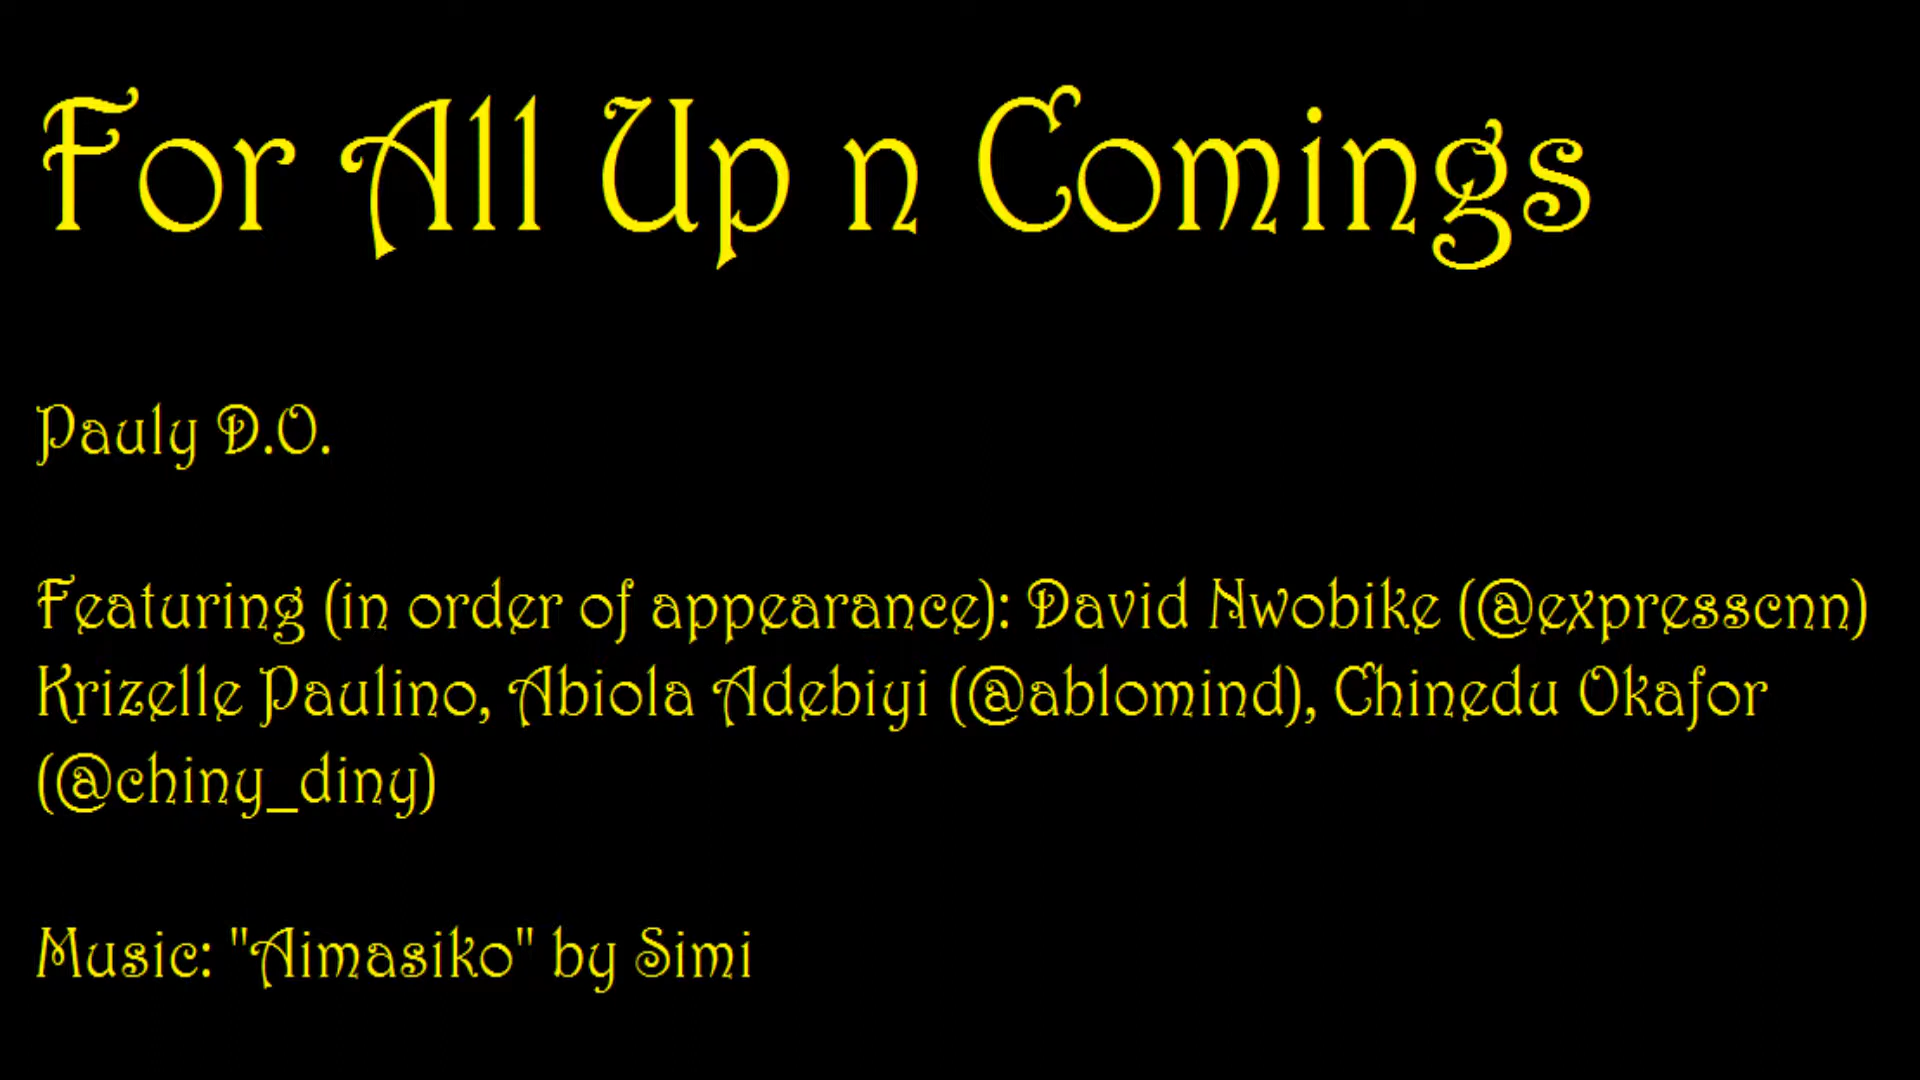 For All Up n Comings
Pauly D.O.
Featuring (in order of appearance): David Nwobike (@expresscnn)
Krizelle Paulino, Abiola Adebiyi (@ablomind), Chinedu Okafor
(@chiny_diny)
Music: "Aimasiko" by Simi